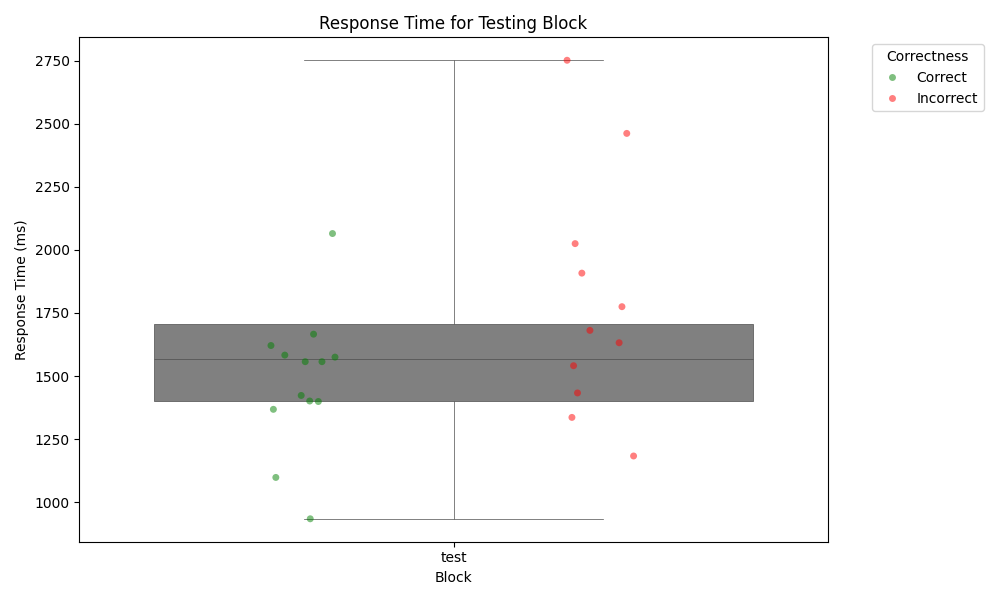 Response Time for Testing Block
Correctness
Correct
Incorrect
Response Time (ms)
2750
2500
2250
2000
1750
1500
1250
1000
test
Block